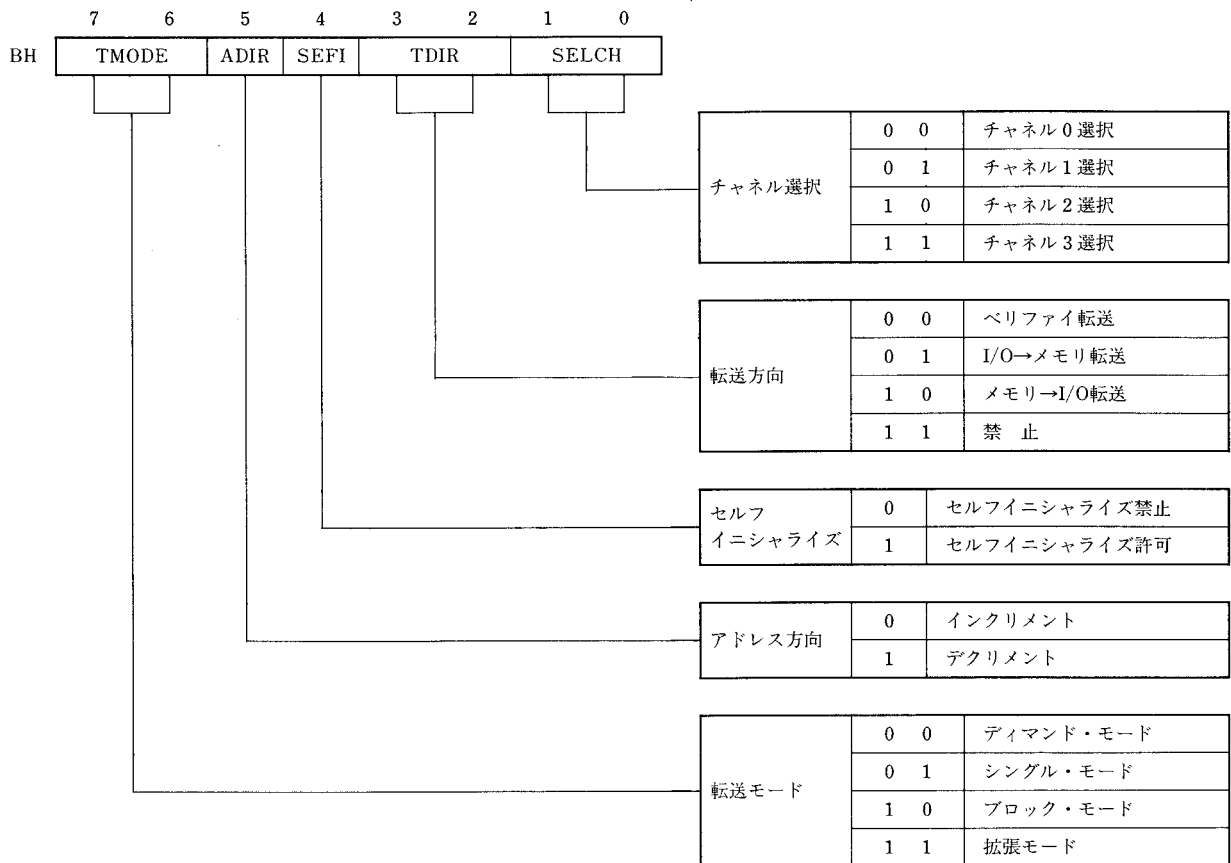 7 6 5 4 3 2 1 0
BH TMODE ADIR SEFI TDIR SELCH
チャネル選択
0 0 チャネル0選択
0 1 チャネル1選択
1 0 チャネル2選択
1 1 チャネル3選択
転送方向
0 0 ベリファイ転送
0 1 I/O→メモリ転送
1 0 メモリ→I/O転送
1 1 禁 止
セルフ
イニシャライズ
0 セルフイニシャライズ禁止
1 セルフイニシャライズ許可
アドレス方向
0 インクリメント
1 デクリメント
転送モード
0 0 ディマンド・モード
0 1 シングル・モード
1 0 ブロック・モード
1 1 拡張モード